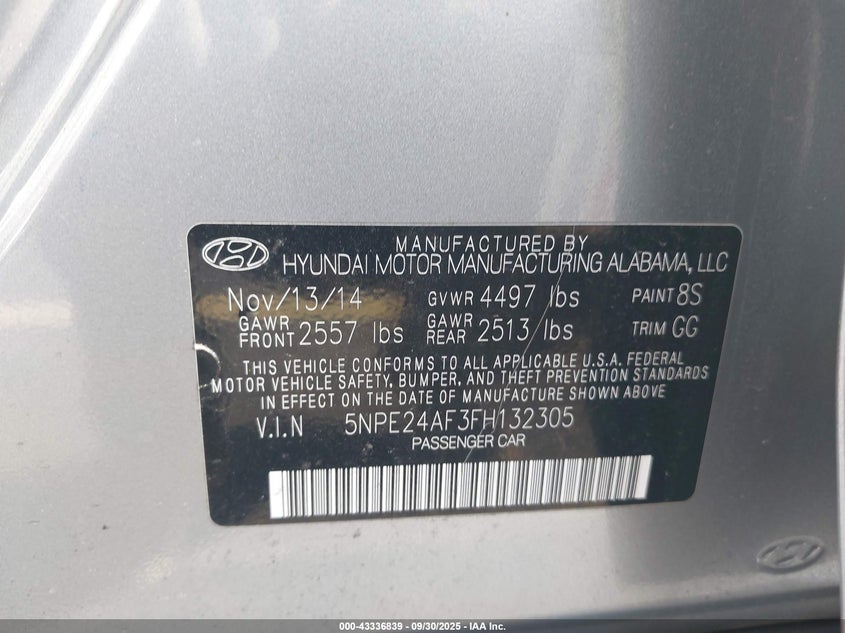 MANUFACTURED BY
HYUNDAI MOTOR MANUFACTURING ALABAMA, LLC
Nov/13/14 GVWR 4497 lbs PAINT 8S
GAWR FRONT 2557 lbs GAWR REAR 2513 lbs TRIM GG
THIS VEHICLE CONFORMS TO ALL APPLICABLE U.S.A. FEDERAL
MOTOR VEHICLE SAFETY, BUMPER, AND THEFT PREVENTION STANDARDS
IN EFFECT ON THE DATE OF MANUFACTURE SHOWN ABOVE
V.I.N 5NPE24AF3FH132305
PASSENGER CAR
000-43336839 - 09/30/2025 - IAA Inc.